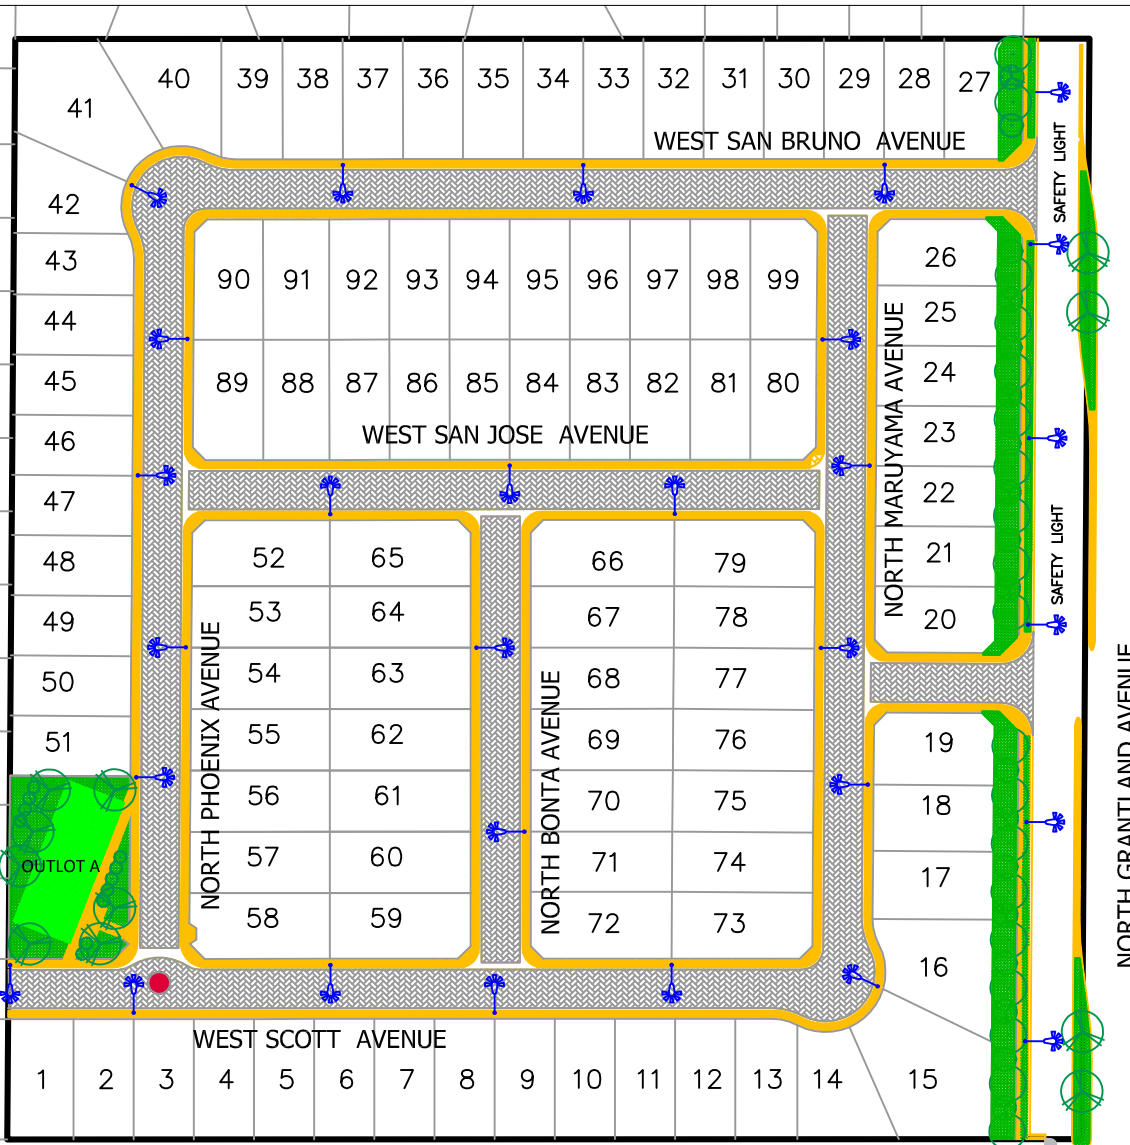 40 39 38 37 36 35 34 33 32 31 30 29 28 27
41
WEST SAN BRUNO AVENUE
SAFETY LIGHT
42
43
44
45
46
47
48
49
50
51
OUTLOT A
90 91 92 93 94 95 96 97 98 99
89 88 87 86 85 84 83 82 81 80
WEST SAN JOSE AVENUE
NORTH MARUYAMA AVENUE
26
25
24
23
22
21
20
SAFETY LIGHT
NORTH PHOENIX AVENUE
52 65
53 64
54 63
55 62
56 61
57 60
58 59
NORTH BONTA AVENUE
66 79
67 78
68 77
69 76
70 75
71 74
72 73
19
18
17
16
NORTH GRANTLAND AVENUE
WEST SCOTT AVENUE
1 2 3 4 5 6 7 8 9 10 11 12 13 14 15